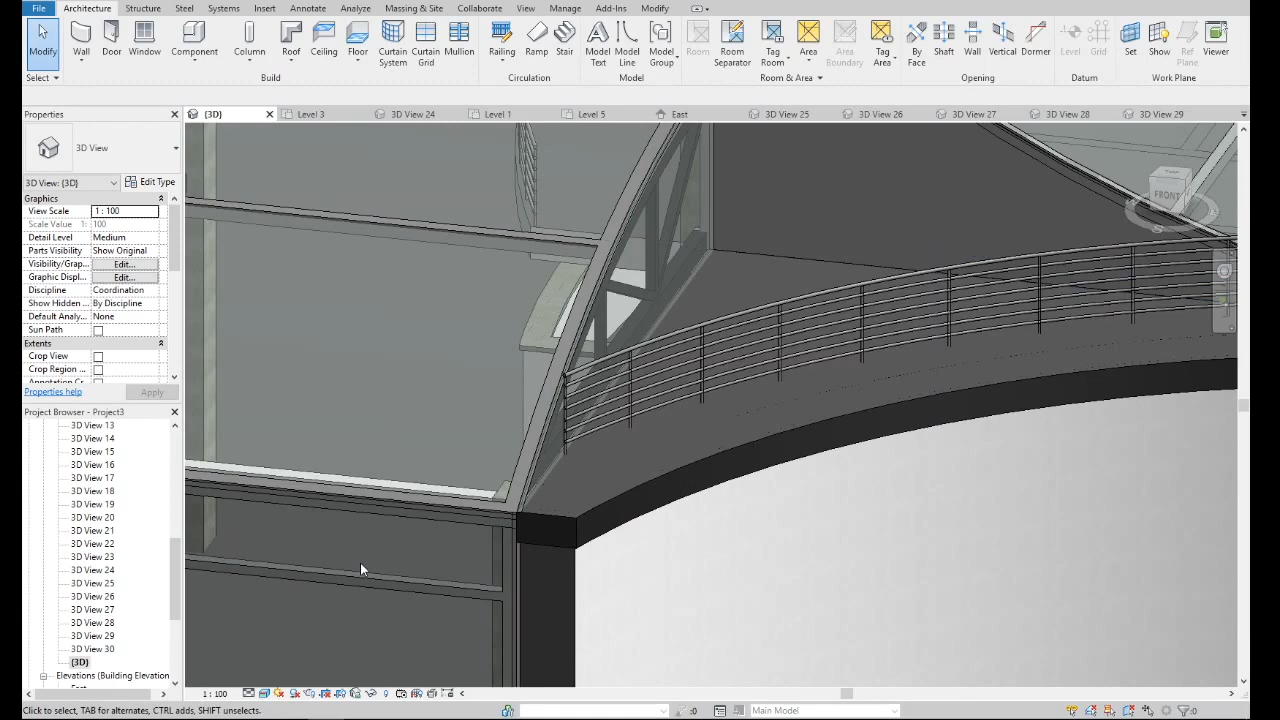 File Architecture Structure Steel Systems Insert Annotate Analyze Massing & Site Collaborate View Manage Add-Ins Modify
Modify Wall Door Window Component Column Roof Ceiling Floor Curtain System Curtain Grid Mullion Railing Ramp Stair Model Text Model Line Model Group Room Room Separator Tag Room Area Area Boundary Tag Area By Face Shaft Wall Vertical Dormer Level Grid Set Show Ref Plane Viewer
Select Build Circulation Model Room & Area Opening Datum Work Plane
Properties {3D} Level 3 3D View 24 Level 1 Level 5 East 3D View 25 3D View 26 3D View 27 3D View 28 3D View 29
3D View
3D View: {3D} Edit Type
Graphics
View Scale 1 : 100
Scale Value 1: 100
Detail Level Medium
Parts Visibility Show Original
Visibility/Grap... Edit...
Graphic Displ... Edit...
Discipline Coordination
Show Hidden ... By Discipline
Default Analy... None
Sun Path
Extents
Crop View
Crop Region ...
Properties help Apply
Project Browser - Project3
3D View 13
3D View 14
3D View 15
3D View 16
3D View 17
3D View 18
3D View 19
3D View 20
3D View 21
3D View 22
3D View 23
3D View 24
3D View 25
3D View 26
3D View 27
3D View 28
3D View 29
3D View 30
{3D}
Elevations (Building Elevation
FRONT
1 : 100
Click to select, TAB for alternates, CTRL adds, SHIFT unselects. :0 Main Model :0